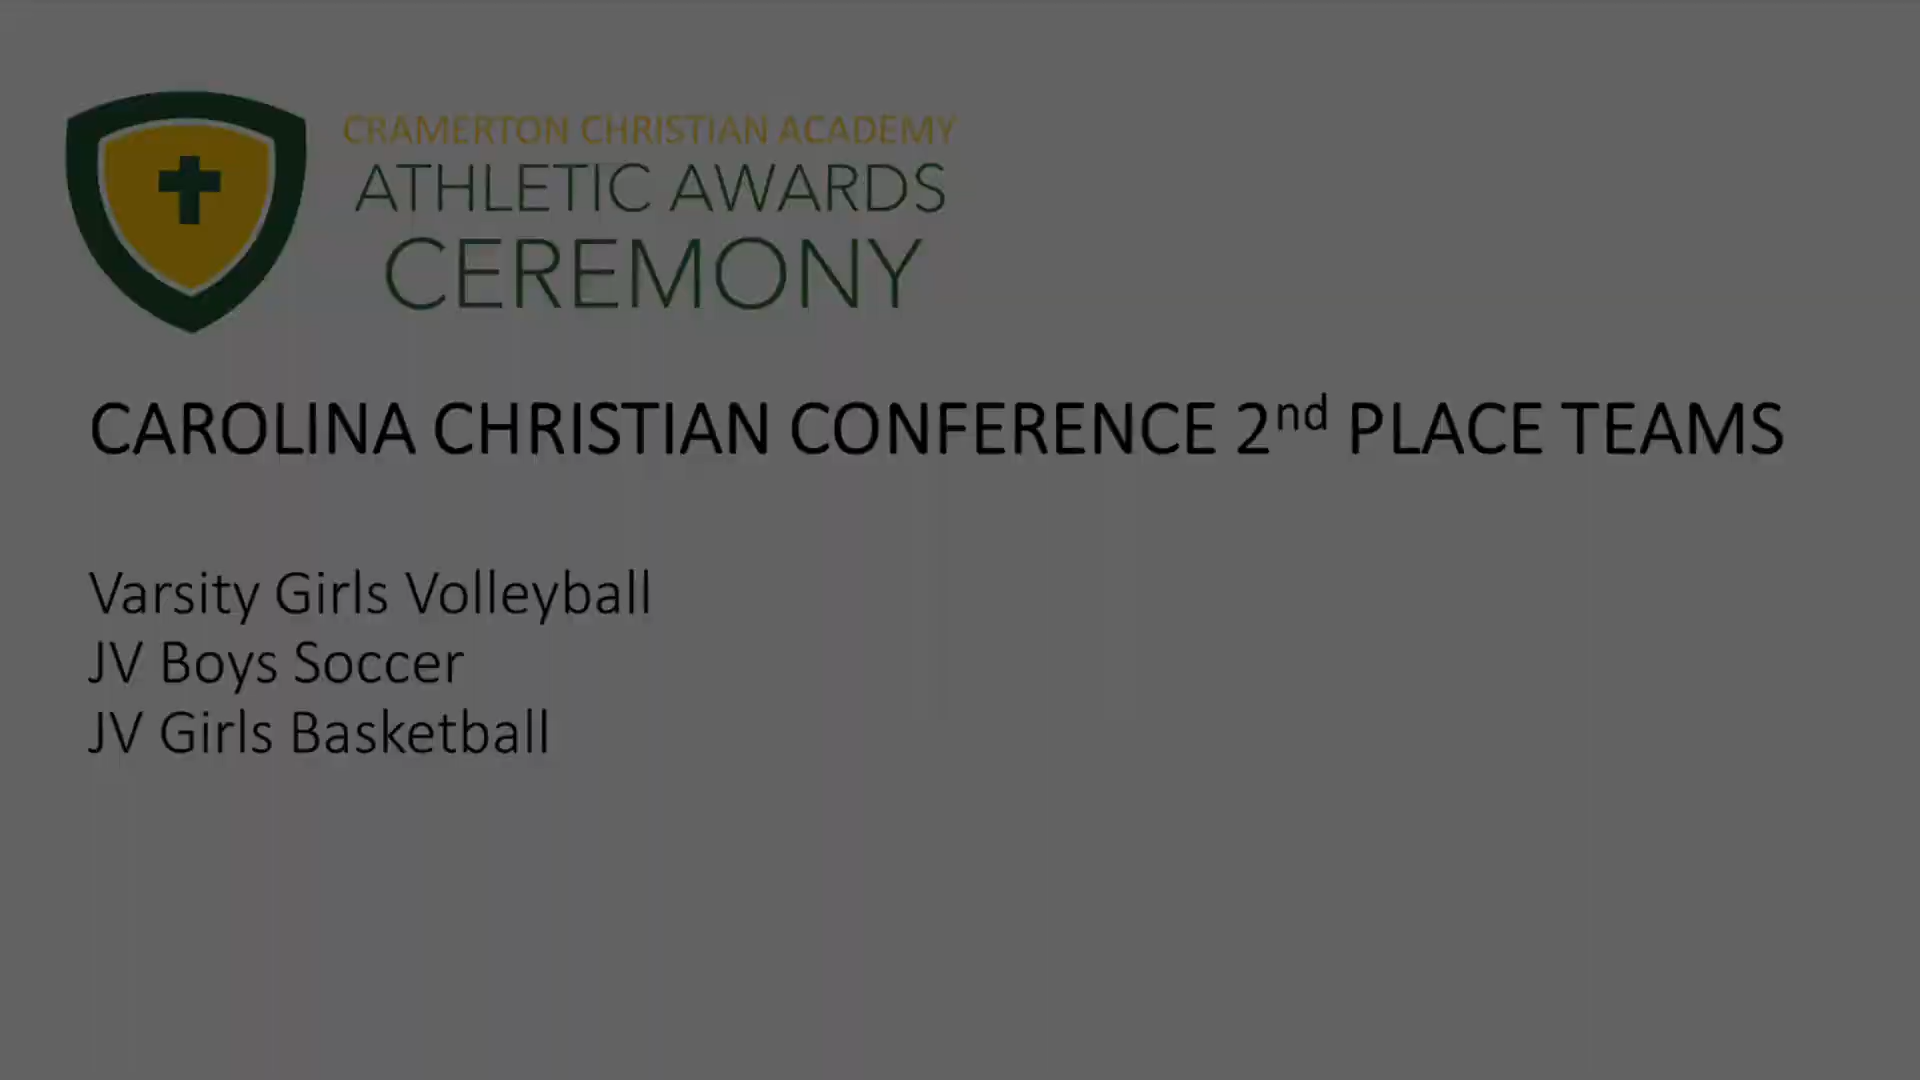 CRAMERTON CHRISTIAN ACADEMY
ATHLETIC AWARDS
CEREMONY
CAROLINA CHRISTIAN CONFERENCE 2nd PLACE TEAMS
Varsity Girls Volleyball
JV Boys Soccer
JV Girls Basketball